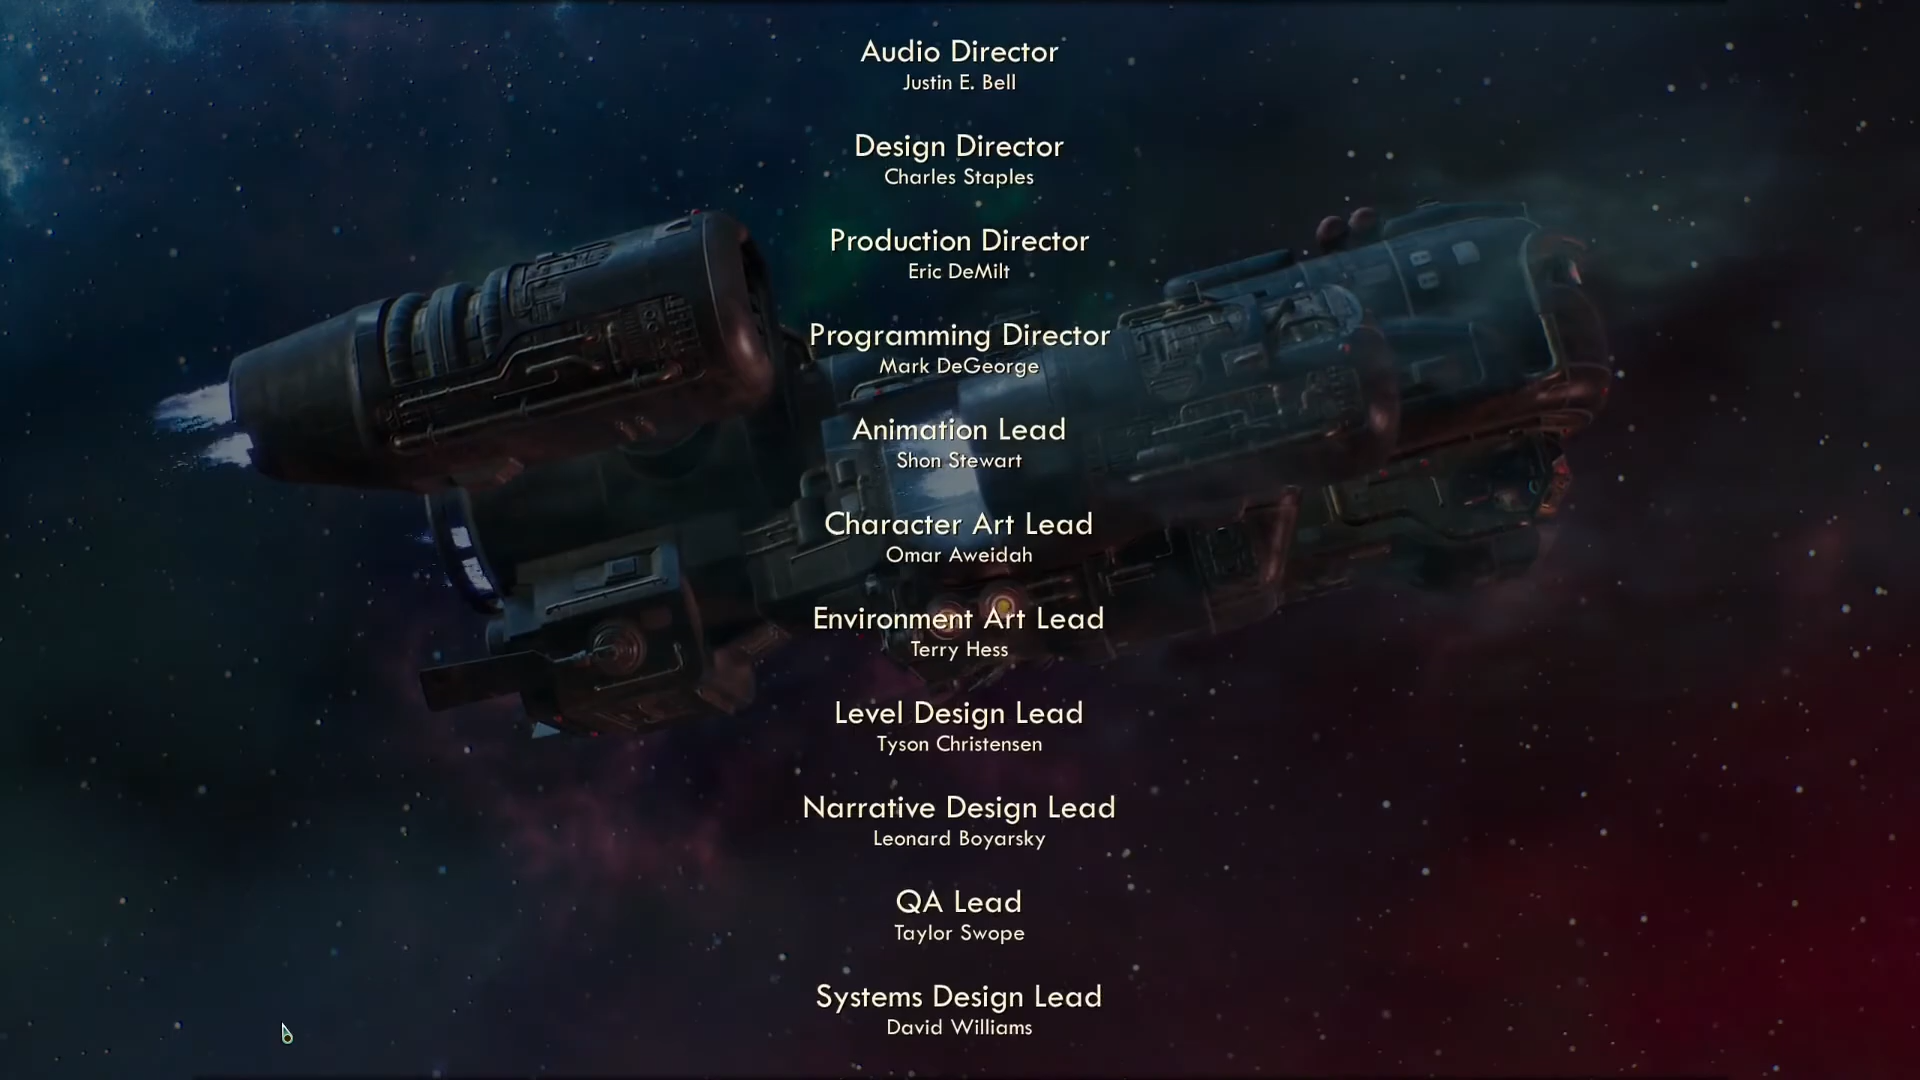 Audio Director
Justin E. Bell
Design Director
Charles Staples
Production Director
Eric DeMilt
Programming Director
Mark DeGeorge
Animation Lead
Shon Stewart
Character Art Lead
Omar Aweidah
Environment Art Lead
Terry Hess
Level Design Lead
Tyson Christensen
Narrative Design Lead
Leonard Boyarsky
QA Lead
Taylor Swope
Systems Design Lead
David Williams